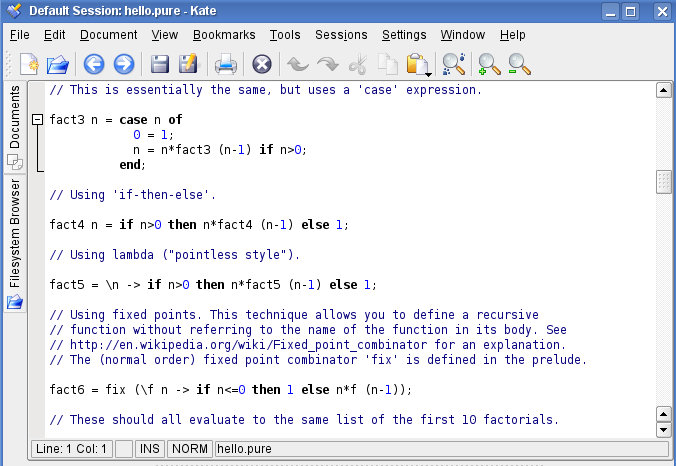 Default Session: hello.pure - Kate
File Edit Document View Bookmarks Tools Sessions Settings Window Help
Documents
Filesystem Browser
// This is essentially the same, but uses a 'case' expression.
fact3 n = case n of
0 = 1;
n = n*fact3 (n-1) if n>0;
end;
// Using 'if-then-else'.
fact4 n = if n>0 then n*fact4 (n-1) else 1;
// Using lambda ("pointless style").
fact5 = \n -> if n>0 then n*fact5 (n-1) else 1;
// Using fixed points. This technique allows you to define a recursive
// function without referring to the name of the function in its body. See
// http://en.wikipedia.org/wiki/Fixed_point_combinator for an explanation.
// The (normal order) fixed point combinator 'fix' is defined in the prelude.
fact6 = fix (\f n -> if n<=0 then 1 else n*f (n-1));
// These should all evaluate to the same list of the first 10 factorials.
Line: 1 Col: 1 INS NORM hello.pure